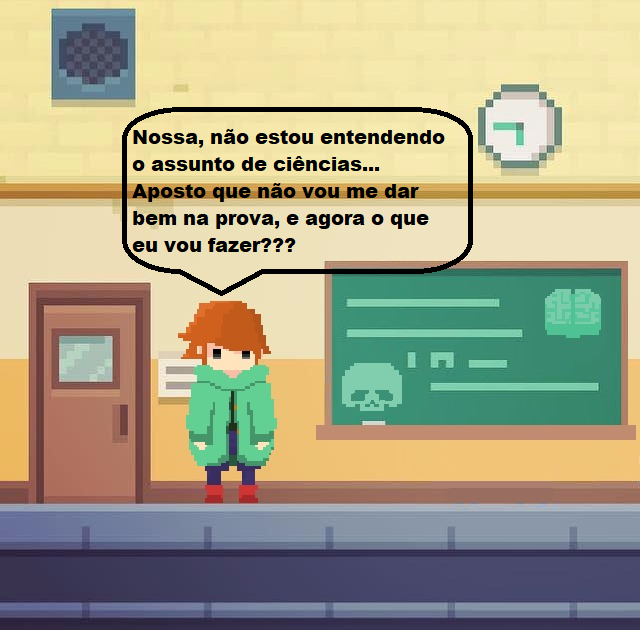 Nossa, não estou entendendo
o assunto de ciências...
Aposto que não vou me dar
bem na prova, e agora o que
eu vou fazer???